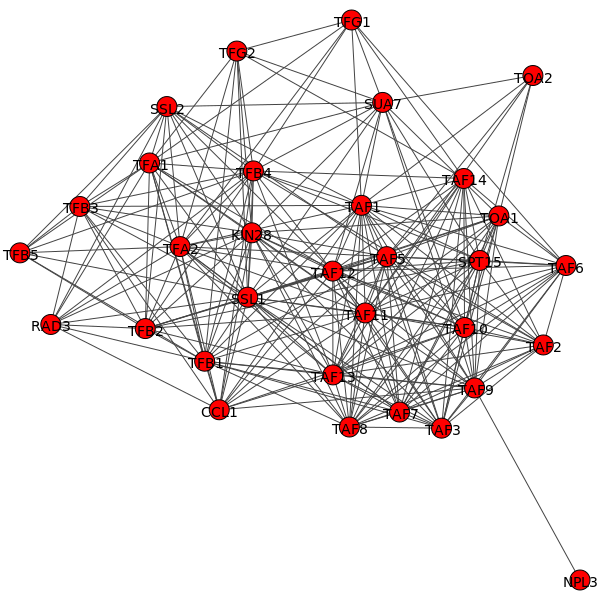 TFG1
TFG2
TOA2
SSL2
SUA7
TFA1
TFB4
TAF14
TFB3
TAF1
TOA1
KIN28
TFA2
TFB5
TAF5
SPT15
TAF6
TAF12
SSL1
TAF11
RAD3
TFB2
TAF10
TAF2
TFB1
TAF13
TAF9
CCL1
TAF7
TAF8
TAF3
NPL3